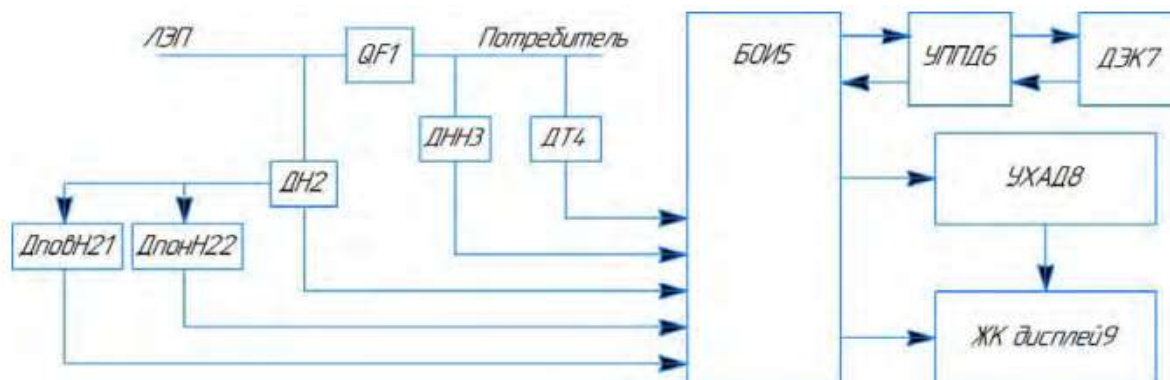 ЛЭП
QF1
Потребитель
БОИ5
УППД6
ДЭК7
ДНН3
ДТ4
ДН2
УХАД8
ДповН21
ДпонН22
ЖК дисплей9